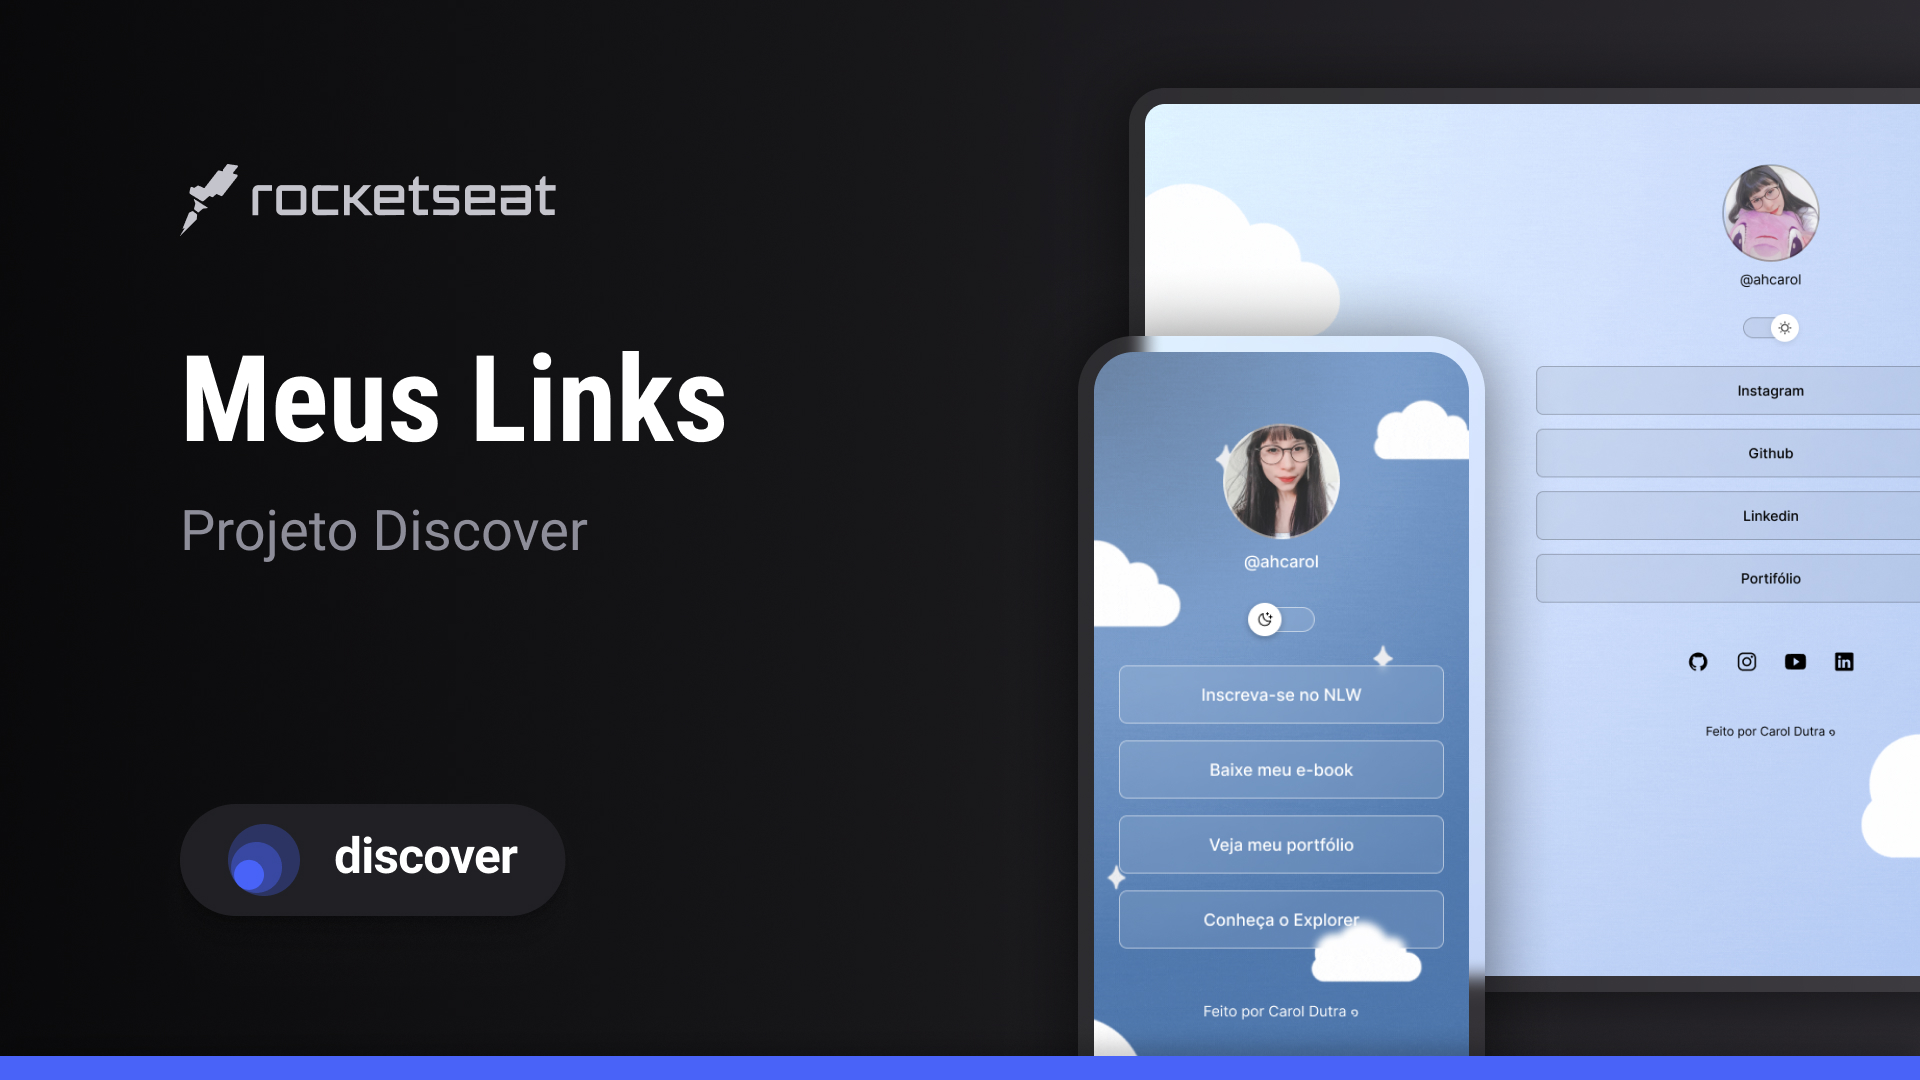 rocketseat
Meus Links
Projeto Discover
discover
@ahcarol
Inscreva-se no NLW
Baixe meu e-book
Veja meu portfólio
Conheça o Explorer
Feito por Carol Dutra
@ahcarol
Instagram
Github
Linkedin
Portifólio
in
Feito por Carol Dutra